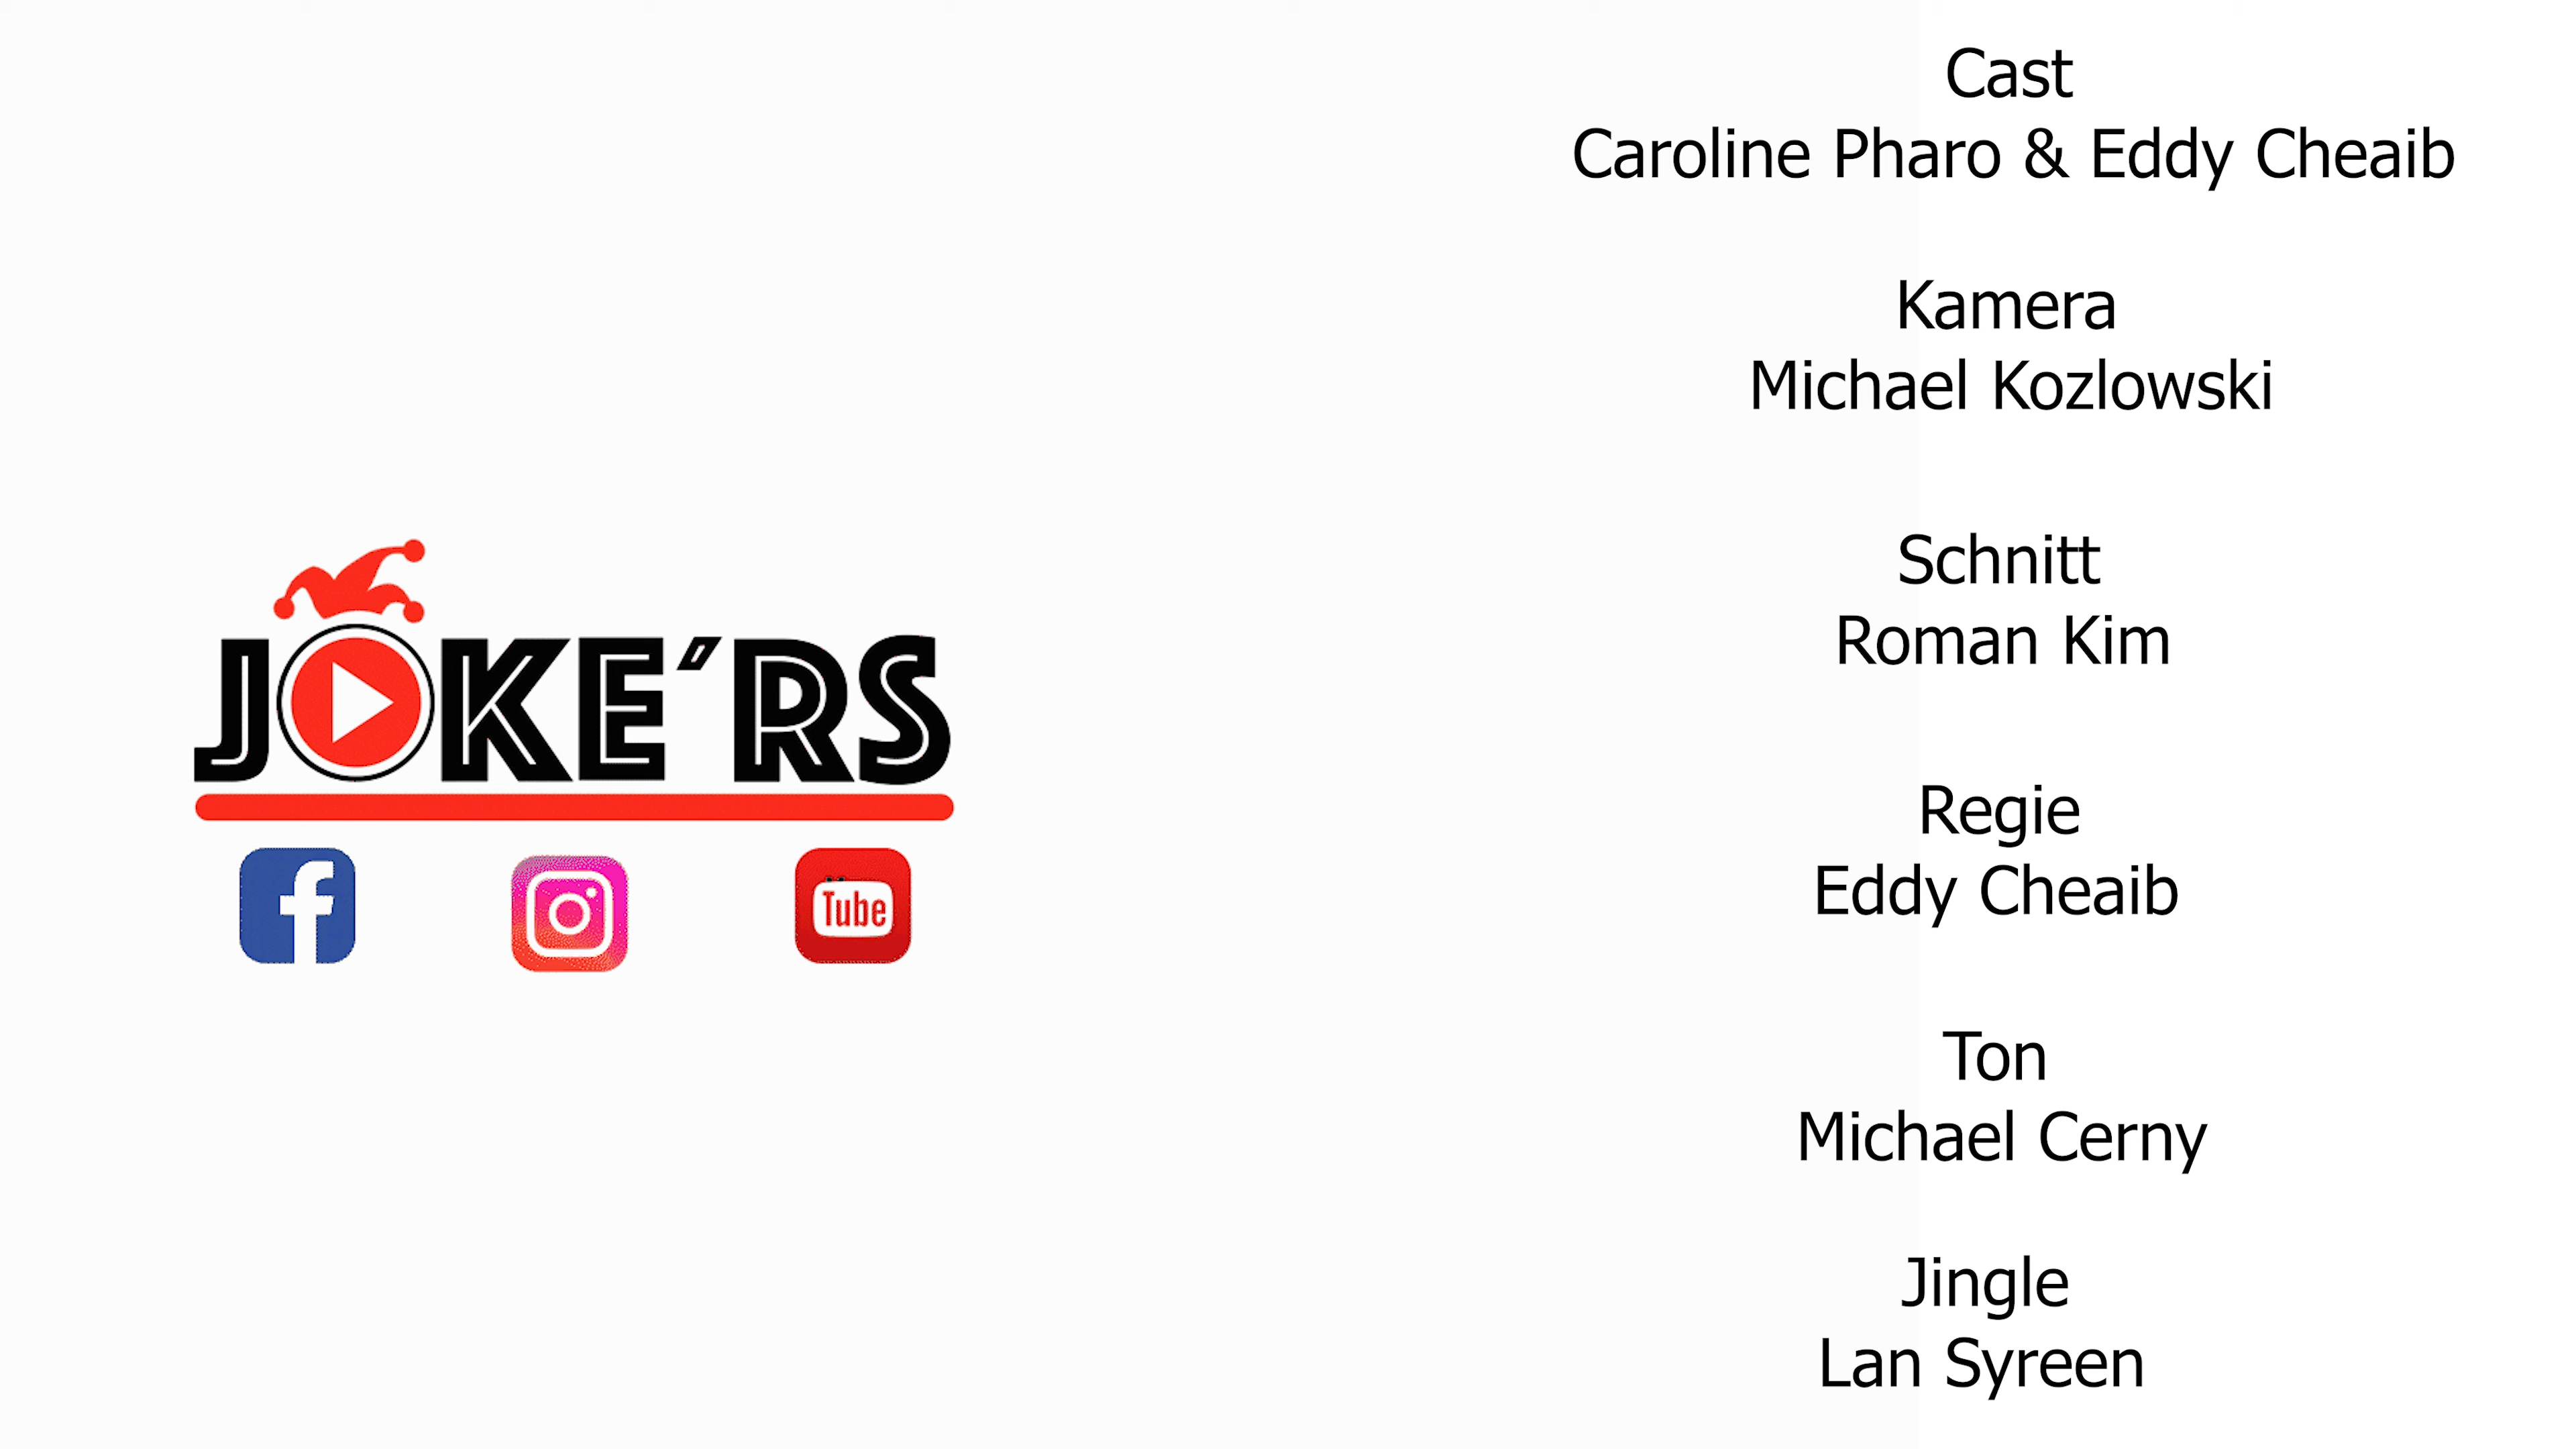 JOKE'RS
Tube
Cast
Caroline Pharo & Eddy Cheaib
Kamera
Michael Kozlowski
Schnitt
Roman Kim
Regie
Eddy Cheaib
Ton
Michael Cerny
Jingle
Lan Syreen